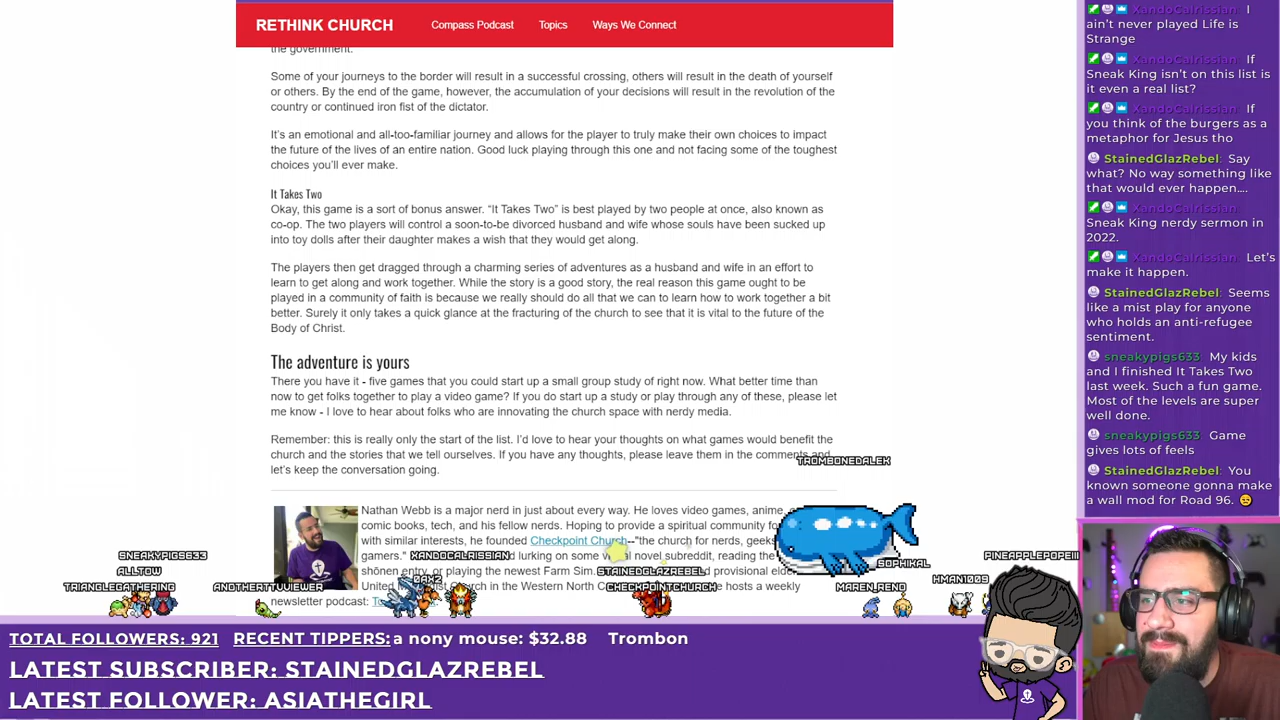 RETHINK CHURCH
Compass Podcast
Topics
Ways We Connect
the government.
Some of your journeys to the border will result in a successful crossing, others will result in the death of yourself
or others. By the end of the game, however, the accumulation of your decisions will result in the revolution of the
country or continued iron fist of the dictator.
It's an emotional and all-too-familiar journey and allows for the player to truly make their own choices to impact
the future of the lives of an entire nation. Good luck playing through this one and not facing some of the toughest
choices you'll ever make.
It Takes Two
Okay, this game is a sort of bonus answer. “It Takes Two” is best played by two people at once, also known as
co-op. The two players will control a soon-to-be divorced husband and wife whose souls have been sucked up
into toy dolls after their daughter makes a wish that they would get along.
The players then get dragged through a charming series of adventures as a husband and wife in an effort to
learn to get along and work together. While the story is a good story, the real reason this game ought to be
played in a community of faith is because we really should do all that we can to learn how to work together a bit
better. Surely it only takes a quick glance at the fracturing of the church to see that it is vital to the future of the
Body of Christ.
The adventure is yours
There you have it - five games that you could start up a small group study of right now. What better time than
now to get folks together to play a video game? If you do start up a study or play through any of these, please let
me know - I love to hear about folks who are innovating the church space with nerdy media.
Remember: this is really only the start of the list. I'd love to hear your thoughts on what games would benefit the
church and the stories that we tell ourselves. If you have any thoughts, please leave them in the comments and
let's keep the conversation going.
TROMBONEDALEK
Nathan Webb is a major nerd in just about every way. He loves video games, anime,
comic books, tech, and his fellow nerds. Hoping to provide a spiritual community
with similar interests, he founded Checkpoint Church--"the church for nerds, geeks
gamers." lurking on some novel subreddit, reading the
shōnen entry, or playing the newest Farm Sim. provisional
United Church in the Western North hosts a weekly
newsletter podcast:
SNEAKYPIGS633
ALLTOW
TRIANGLEGATHERING
ANOTHERTTVVIEWER
XANDOCALRISSIAN
0AXZ
STAINEDGLAZREBEL
CHECKPOINTCHURCH
SOPHIKAL
MAREN_RENO
HMAN1009
PINEAPPLEPOPEIII
XandoCalrissian: I
ain't never played Life is
Strange
XandoCalrissian: If
Sneak King isn't on this list is
it even a real list?
XandoCalrissian: If
you think of the burgers as a
metaphor for Jesus tho
StainedGlazRebel: Say
what? No way something like
that would ever happen....
XandoCalrissian:
Sneak King nerdy sermon in
2022.
XandoCalrissian: Let's
make it happen.
StainedGlazRebel: Seems
like a mist play for anyone
who holds an anti-refugee
sentiment.
sneakypigs633: My kids
and I finished It Takes Two
last week. Such a fun game.
Most of the levels are super
well done.
sneakypigs633: Game
gives lots of feels
StainedGlazRebel: You
known someone gonna make
a wall mod for Road 96.
TOTAL FOLLOWERS: 921
RECENT TIPPERS: a nony mouse: $32.88 Trombon
LATEST SUBSCRIBER: STAINEDGLAZREBEL
LATEST FOLLOWER: ASIATHEGIRL